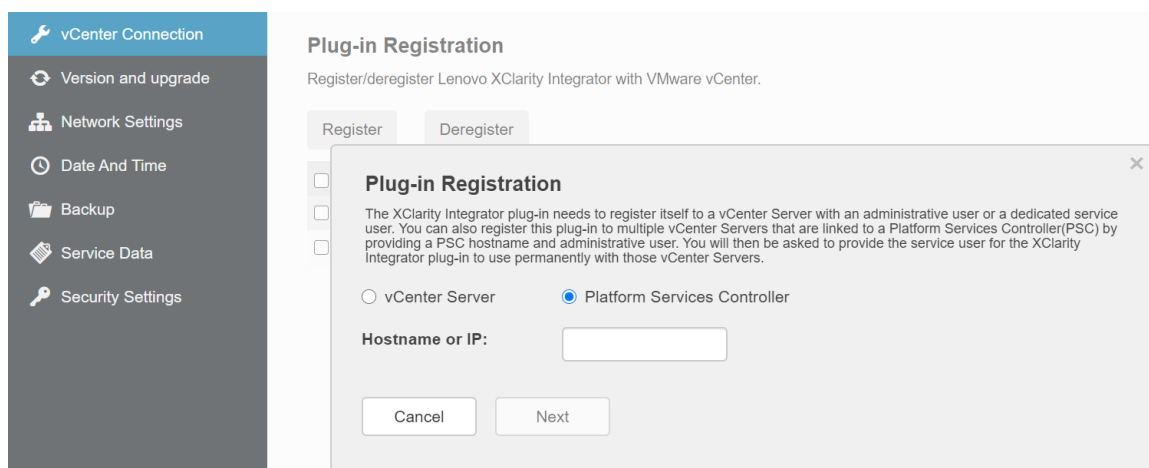 vCenter Connection
Version and upgrade
Network Settings
Date And Time
Backup
Service Data
Security Settings
Plug-in Registration
Register/deregister Lenovo XClarity Integrator with VMware vCenter.
Register Deregister
×
Plug-in Registration
The XClarity Integrator plug-in needs to register itself to a vCenter Server with an administrative user or a dedicated service
user. You can also register this plug-in to multiple vCenter Servers that are linked to a Platform Services Controller(PSC) by
providing a PSC hostname and administrative user. You will then be asked to provide the service user for the XClarity
Integrator plug-in to use permanently with those vCenter Servers.
vCenter Server Platform Services Controller
Hostname or IP:
Cancel Next